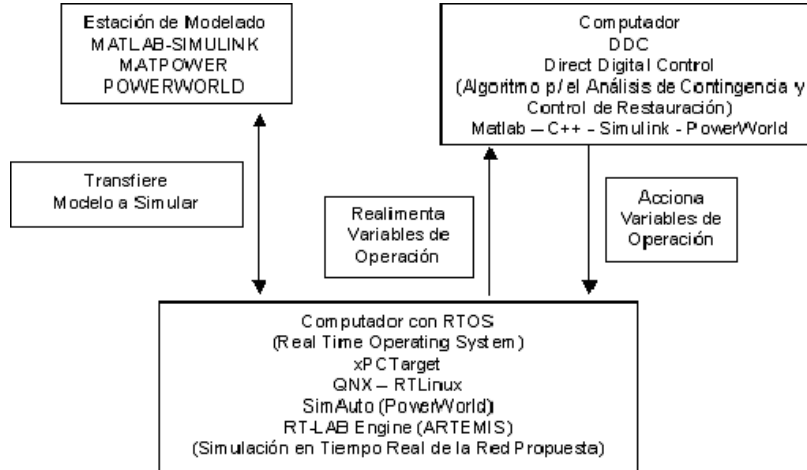 Estación de Modelado
MATLAB-SIMULINK
MATPOWER
POWERWORLD
Computador
DDC
Direct Digital Control
(Algoritmo p/ el Análisis de Contingencia y
Control de Restauración)
Matlab – C++ - Simulink - PowerWorld
Transfiere
Modelo a Simular
Realimenta
Variables de
Operación
Acciona
Variables de
Operación
Computador con RTOS
(Real Time Operating System)
xPCTarget
QNX – RTLinux
SimAuto (PowerWorld)
RT-LAB Engine (ARTEMIS)
(Simulación en Tiempo Real de la Red Propuesta)